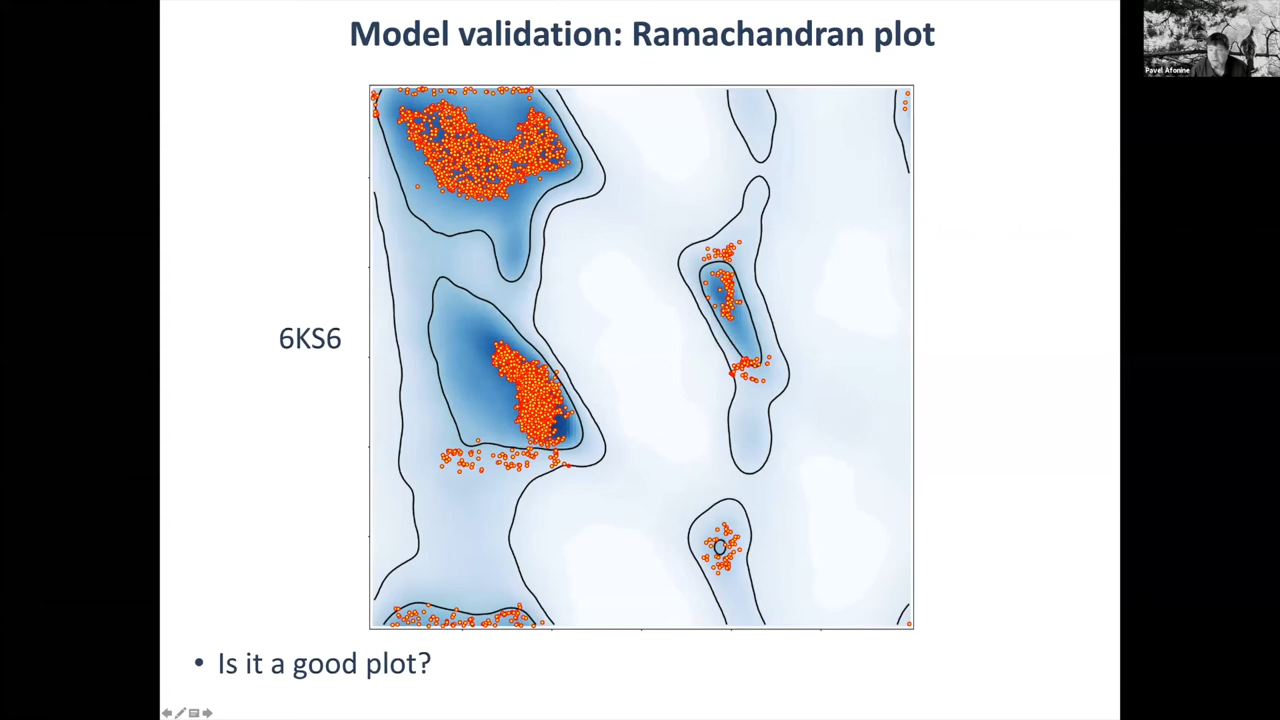 Model validation: Ramachandran plot
Pavel Afonine
6KS6
• Is it a good plot?